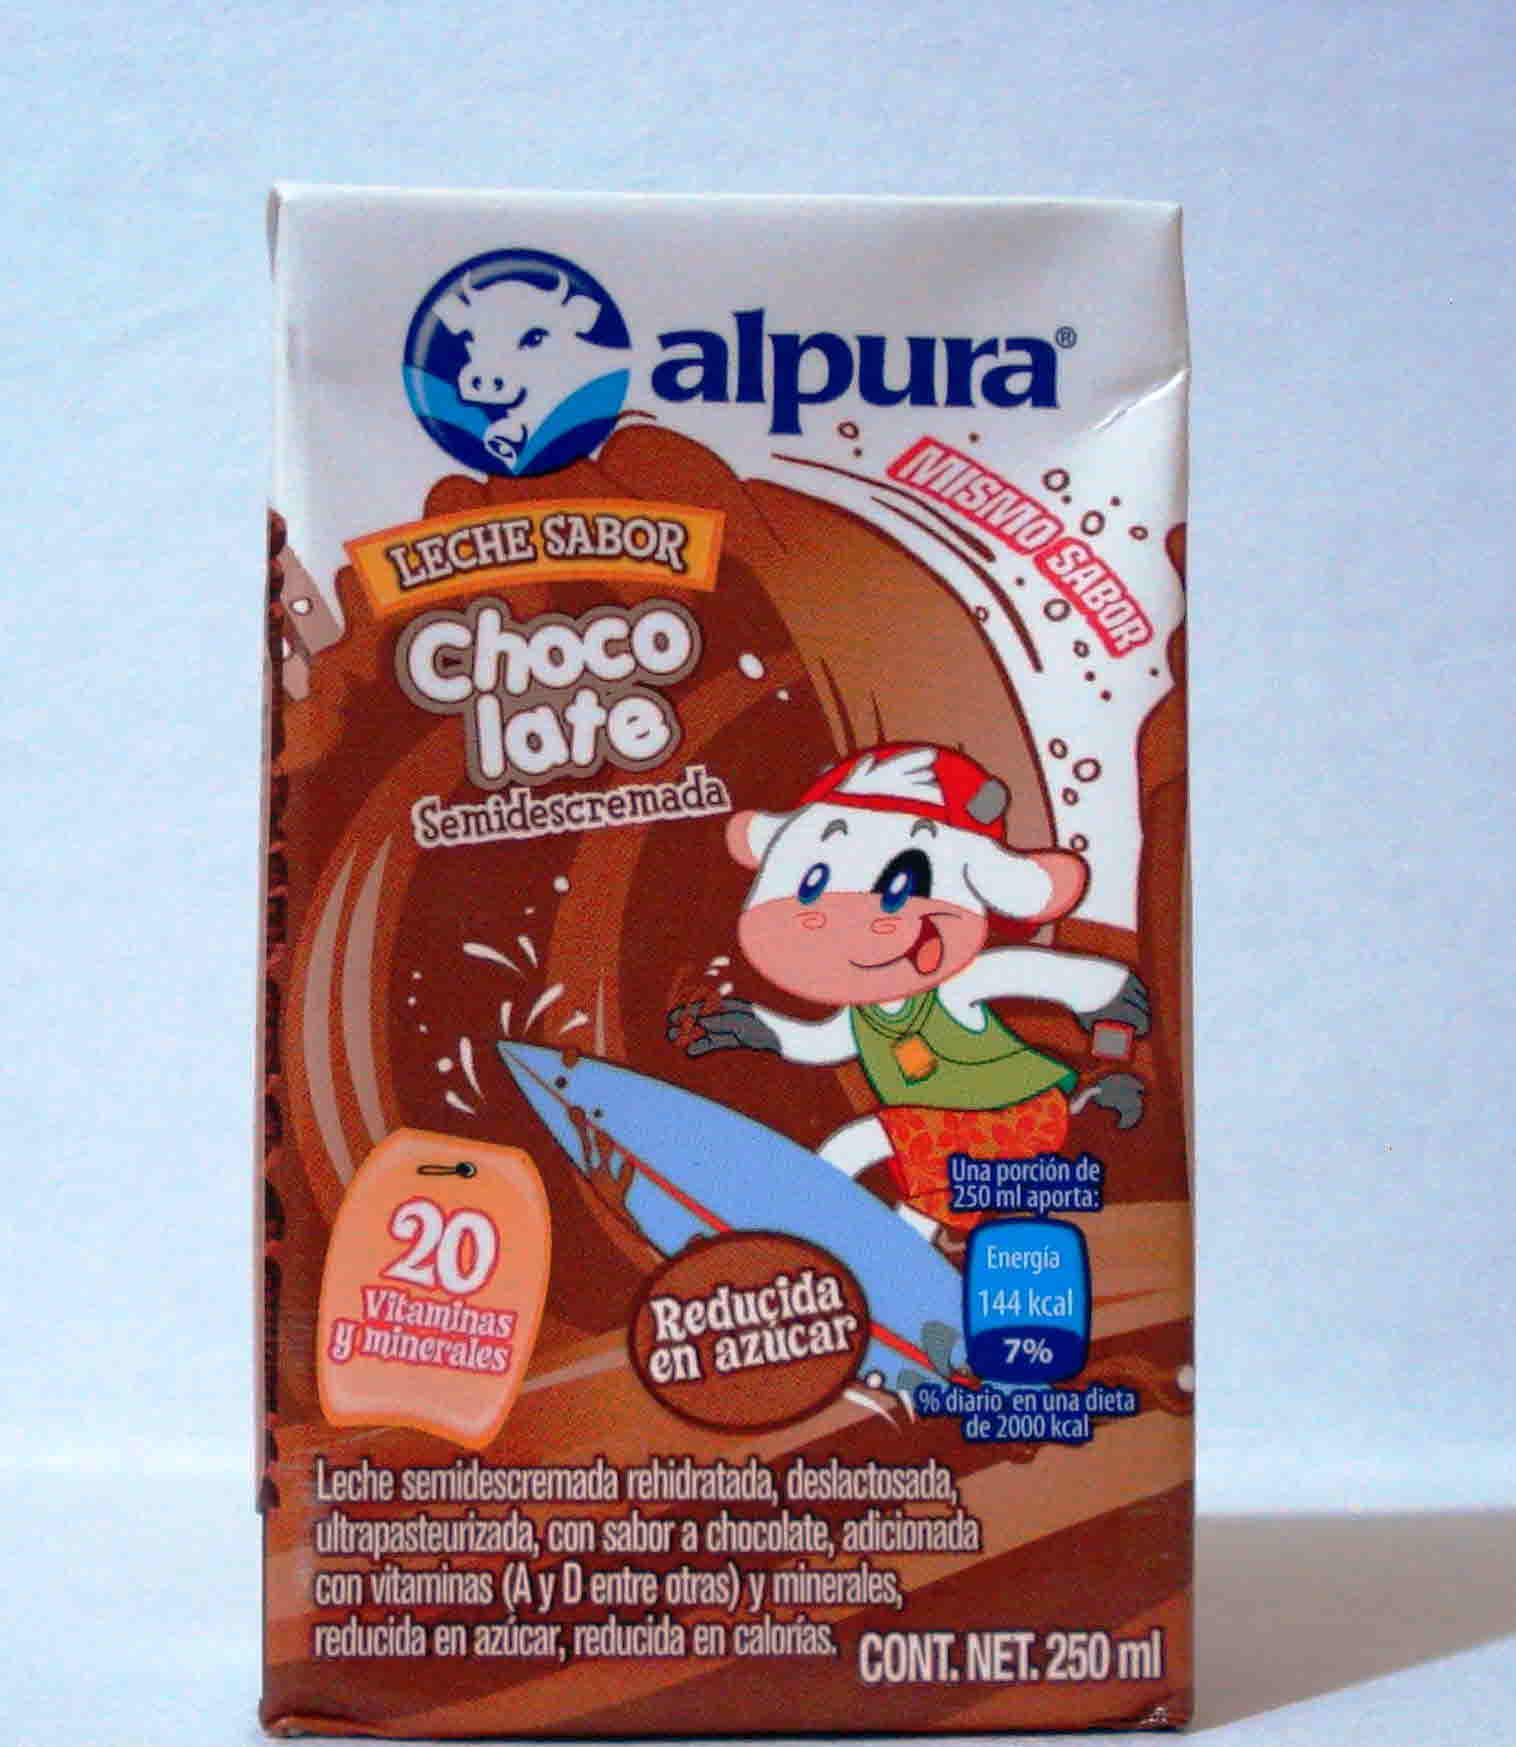 alpura®
MISMO SABOR
LECHE SABOR
Choco
late
Semidescremada
20
Vitaminas
y minerales
Reducida
en azúcar
Una porción de
250 ml aporta:
Energía
144 kcal
7%
% diario en una dieta
de 2000 kcal
Leche semidescremada rehidratada, deslactosada,
ultrapasteurizada, con sabor a chocolate, adicionada
con vitaminas (A y D entre otras) y minerales,
reducida en azúcar, reducida en calorías.
CONT. NET. 250 ml